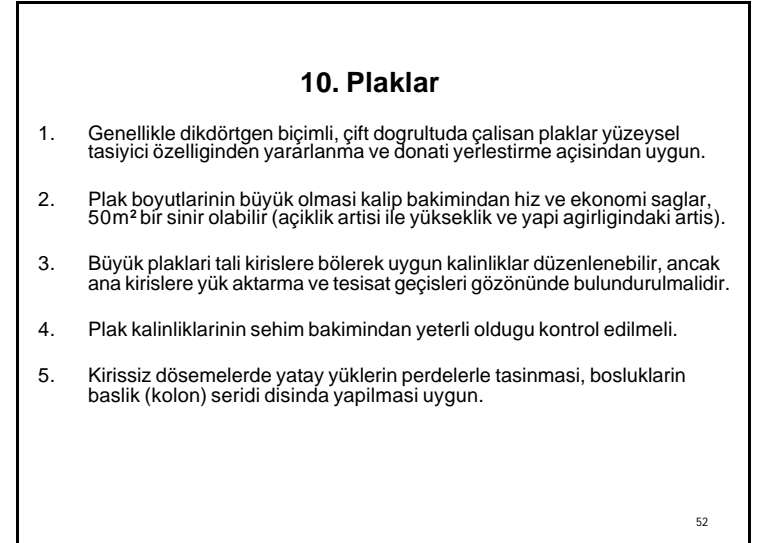 10. Plaklar
1. Genellikle dikdörtgen biçimli, çift dogrultuda çalisan plaklar yüzeysel
tasiyici özelliginden yararlanma ve donati yerlestirme açisindan uygun.
2. Plak boyutlarinin büyük olmasi kalip bakimindan hiz ve ekonomi saglar,
50m² bir sinir olabilir (açiklik artisi ile yükseklik ve yapi agirligindaki artis).
3. Büyük plaklari tali kirislere bölerek uygun kalinliklar düzenlenebilir, ancak
ana kirislere yük aktarma ve tesisat geçisleri gözönünde bulundurulmalidir.
4. Plak kalinliklarinin sehim bakimindan yeterli oldugu kontrol edilmeli.
5. Kirissiz dösemelerde yatay yüklerin perdelerle tasinmasi, bosluklarin
baslik (kolon) seridi disinda yapilmasi uygun.
52